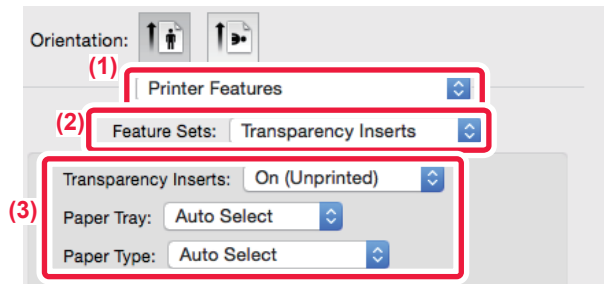 Orientation:
(1)
Printer Features
(2)
Feature Sets: Transparency Inserts
(3)
Transparency Inserts: On (Unprinted)
Paper Tray: Auto Select
Paper Type: Auto Select